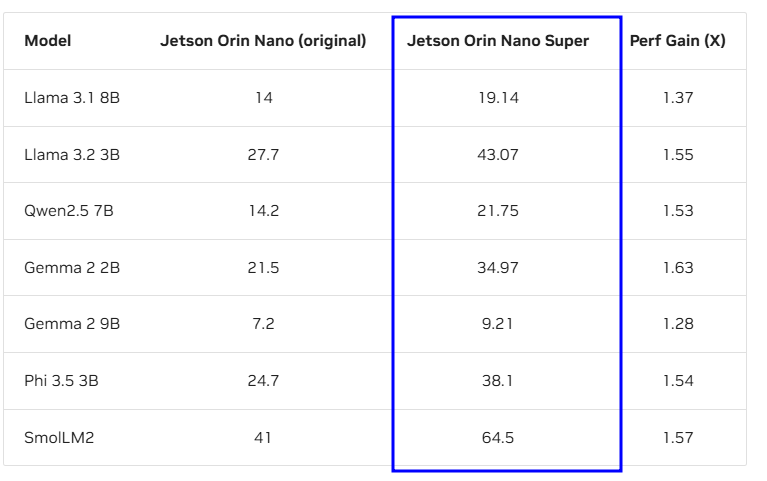 Model Jetson Orin Nano (original) Jetson Orin Nano Super Perf Gain (X)
Llama 3.1 8B 14 19.14 1.37
Llama 3.2 3B 27.7 43.07 1.55
Qwen2.5 7B 14.2 21.75 1.53
Gemma 2 2B 21.5 34.97 1.63
Gemma 2 9B 7.2 9.21 1.28
Phi 3.5 3B 24.7 38.1 1.54
SmolLM2 41 64.5 1.57